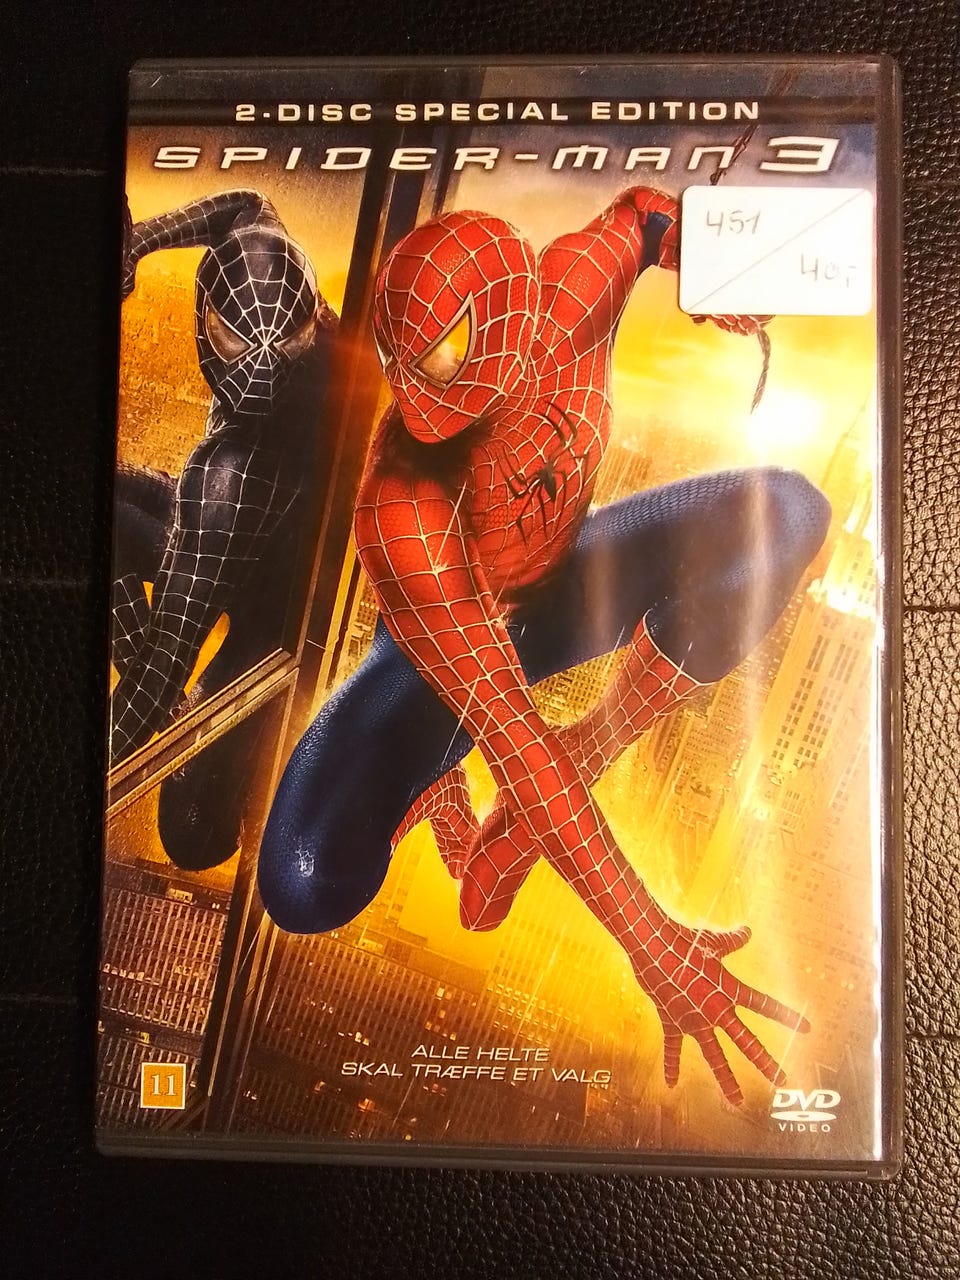 2-DISC SPECIAL EDITION
SPIDER-MAN 3
451
40,-
ALLE HELTE
SKAL TRÆFFE ET VALG
11
DVD
VIDEO